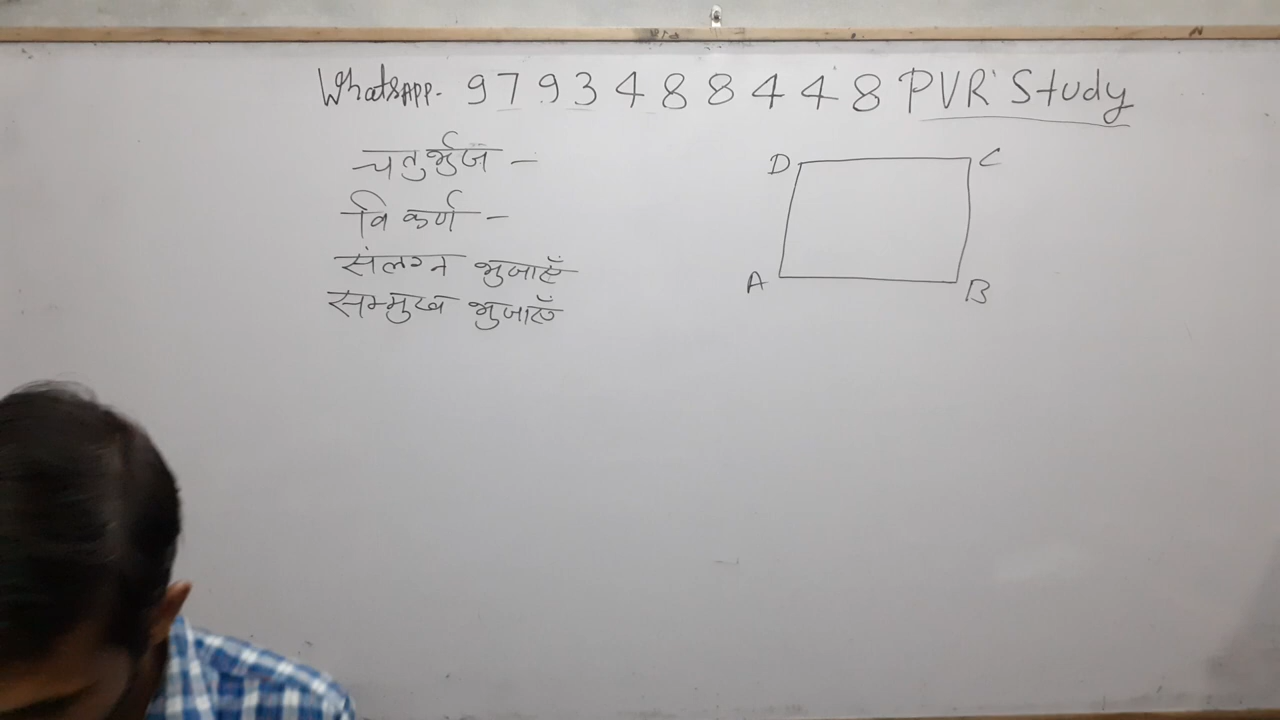 WhatsAPP- 9793488448 PVR Study
चतुर्भुज -
विकर्ण -
संलग्न भुजाएँ
सम्मुख भुजाएँ
D C
A B